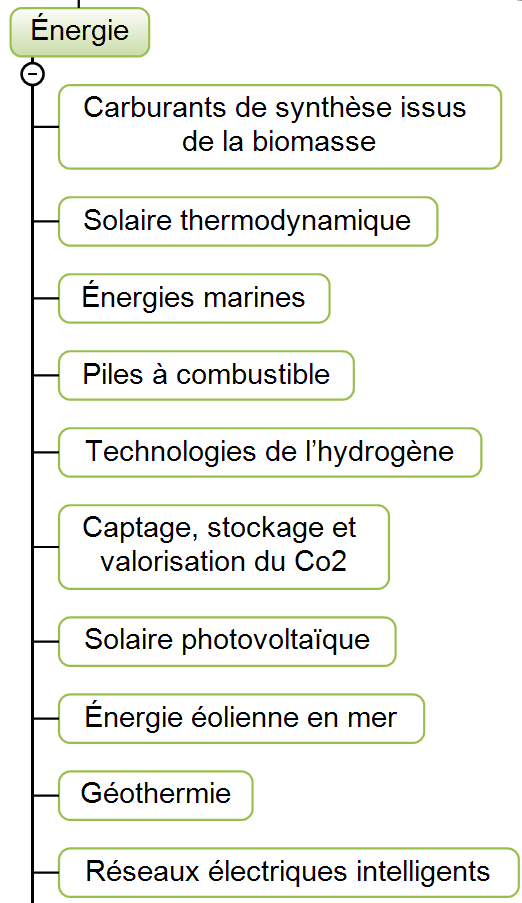 Énergie
Carburants de synthèse issus
de la biomasse
Solaire thermodynamique
Énergies marines
Piles à combustible
Technologies de l’hydrogène
Captage, stockage et
valorisation du Co2
Solaire photovoltaïque
Énergie éolienne en mer
Géothermie
Réseaux électriques intelligents